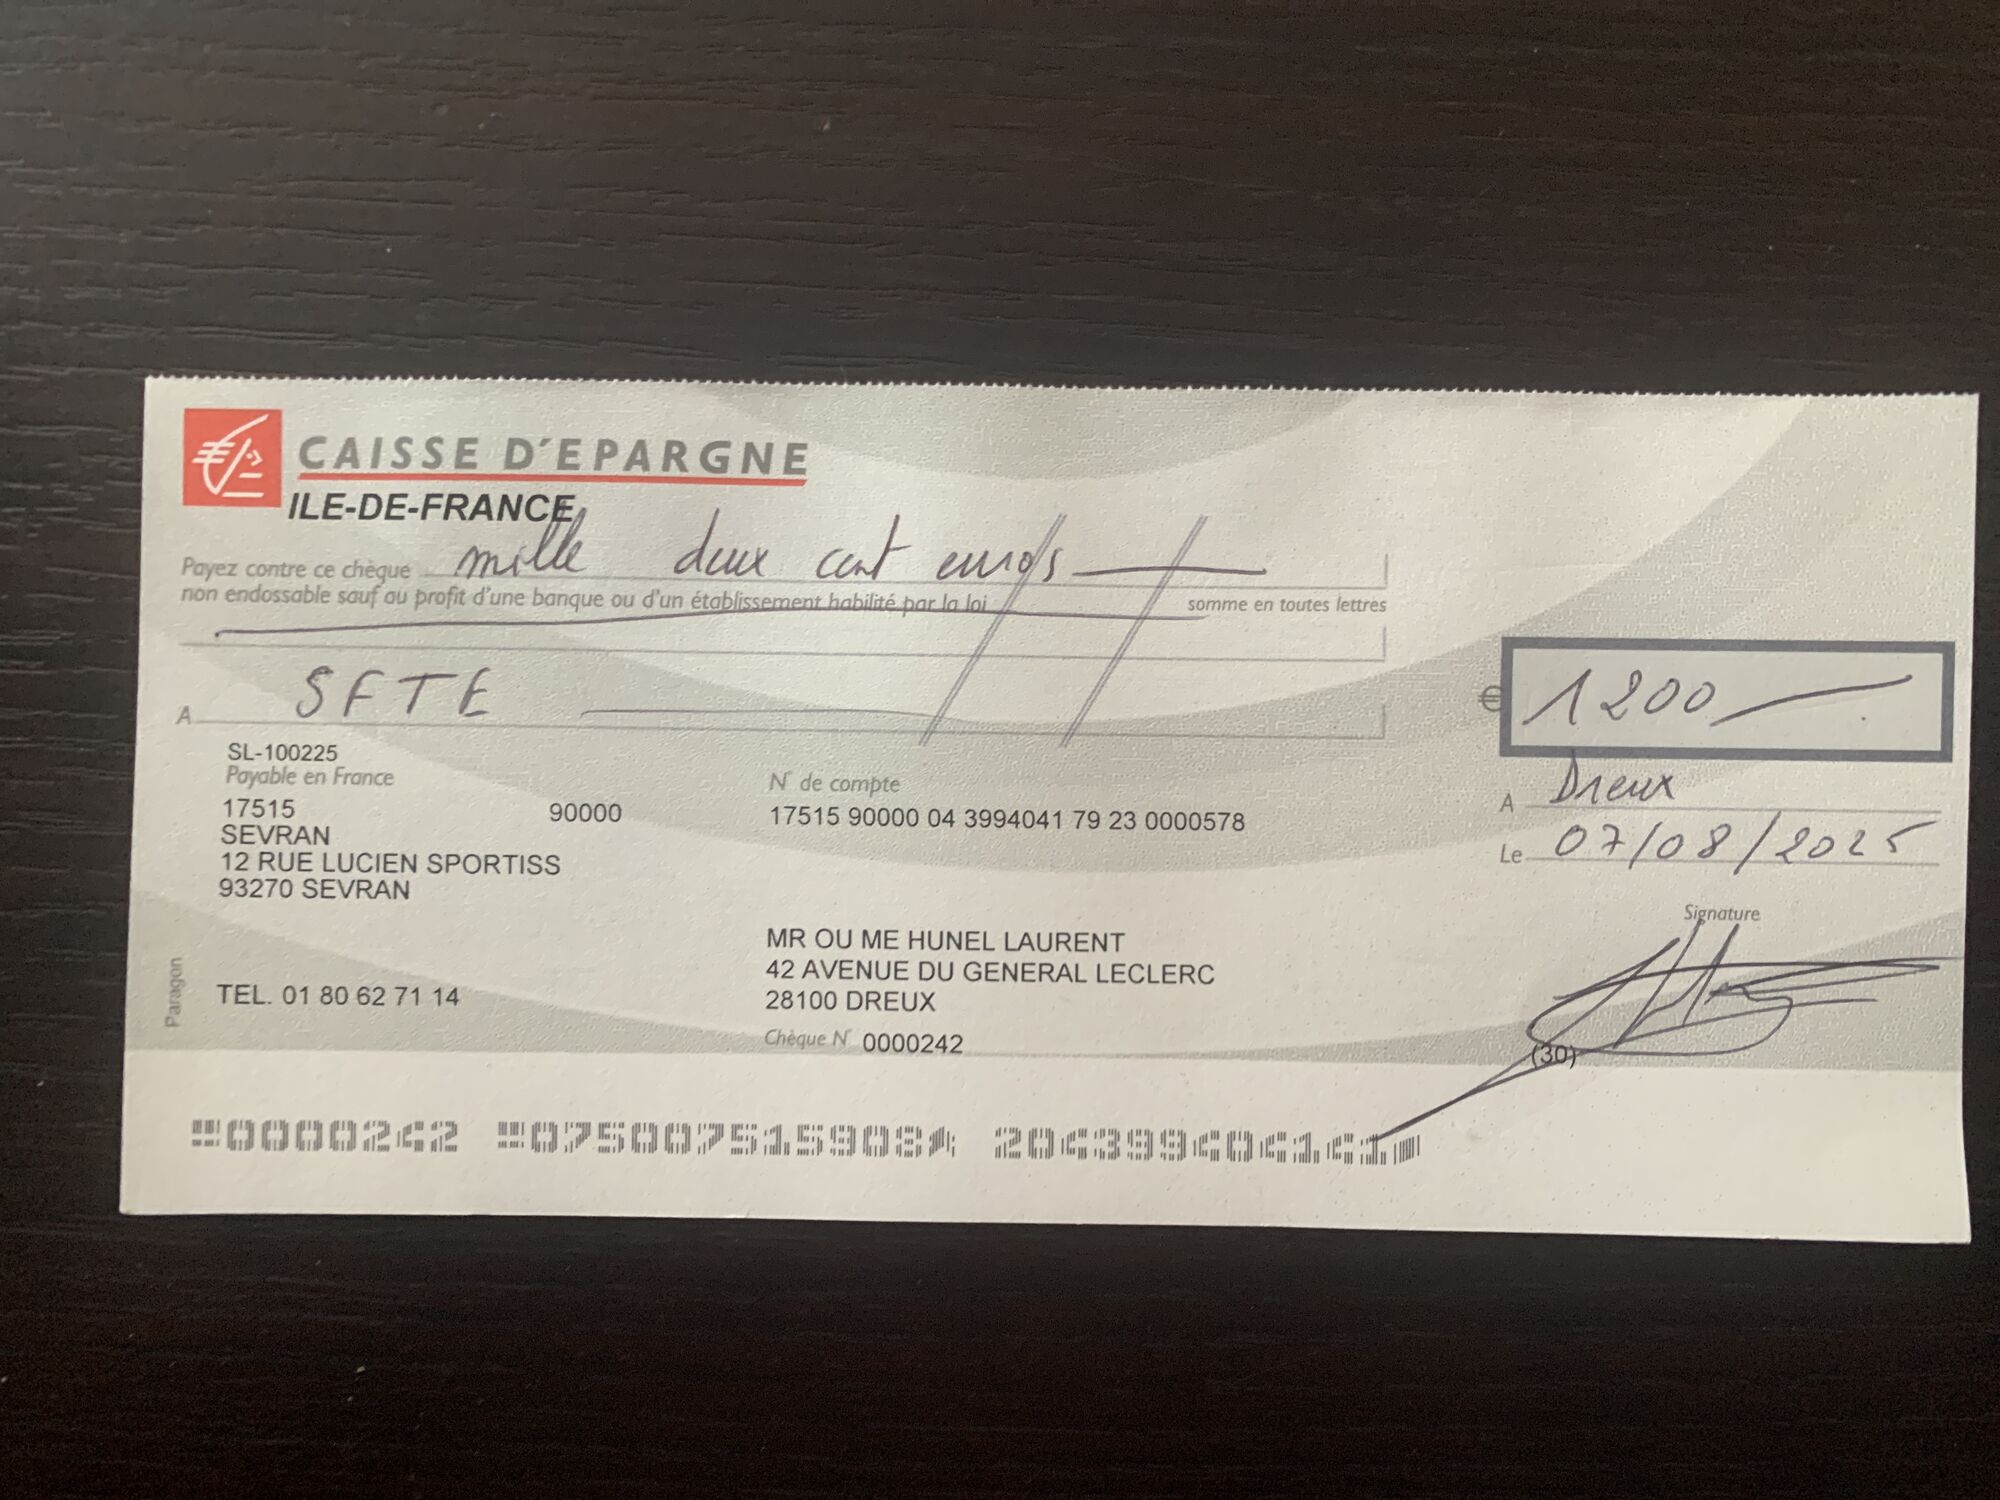 CAISSE D'EPARGNE
ILE-DE-FRANCE
Payez contre ce chèque mille deux cent euros
non endossable sauf au profit d'une banque ou d'un établissement habilité par la loi somme en toutes lettres
A SFTE
€ 1200
SL-100225
Payable en France
17515 90000
SEVRAN
12 RUE LUCIEN SPORTISS
93270 SEVRAN
TEL. 01 80 62 71 14
N° de compte
17515 90000 04 3994041 79 23 0000578
A Dreux
Le 07/08/2025
Signature
MR OU ME HUNEL LAURENT
42 AVENUE DU GENERAL LECLERC
28100 DREUX
Chèque N° 0000242
(30)
Paragon
0000242 075007515908 204399404141